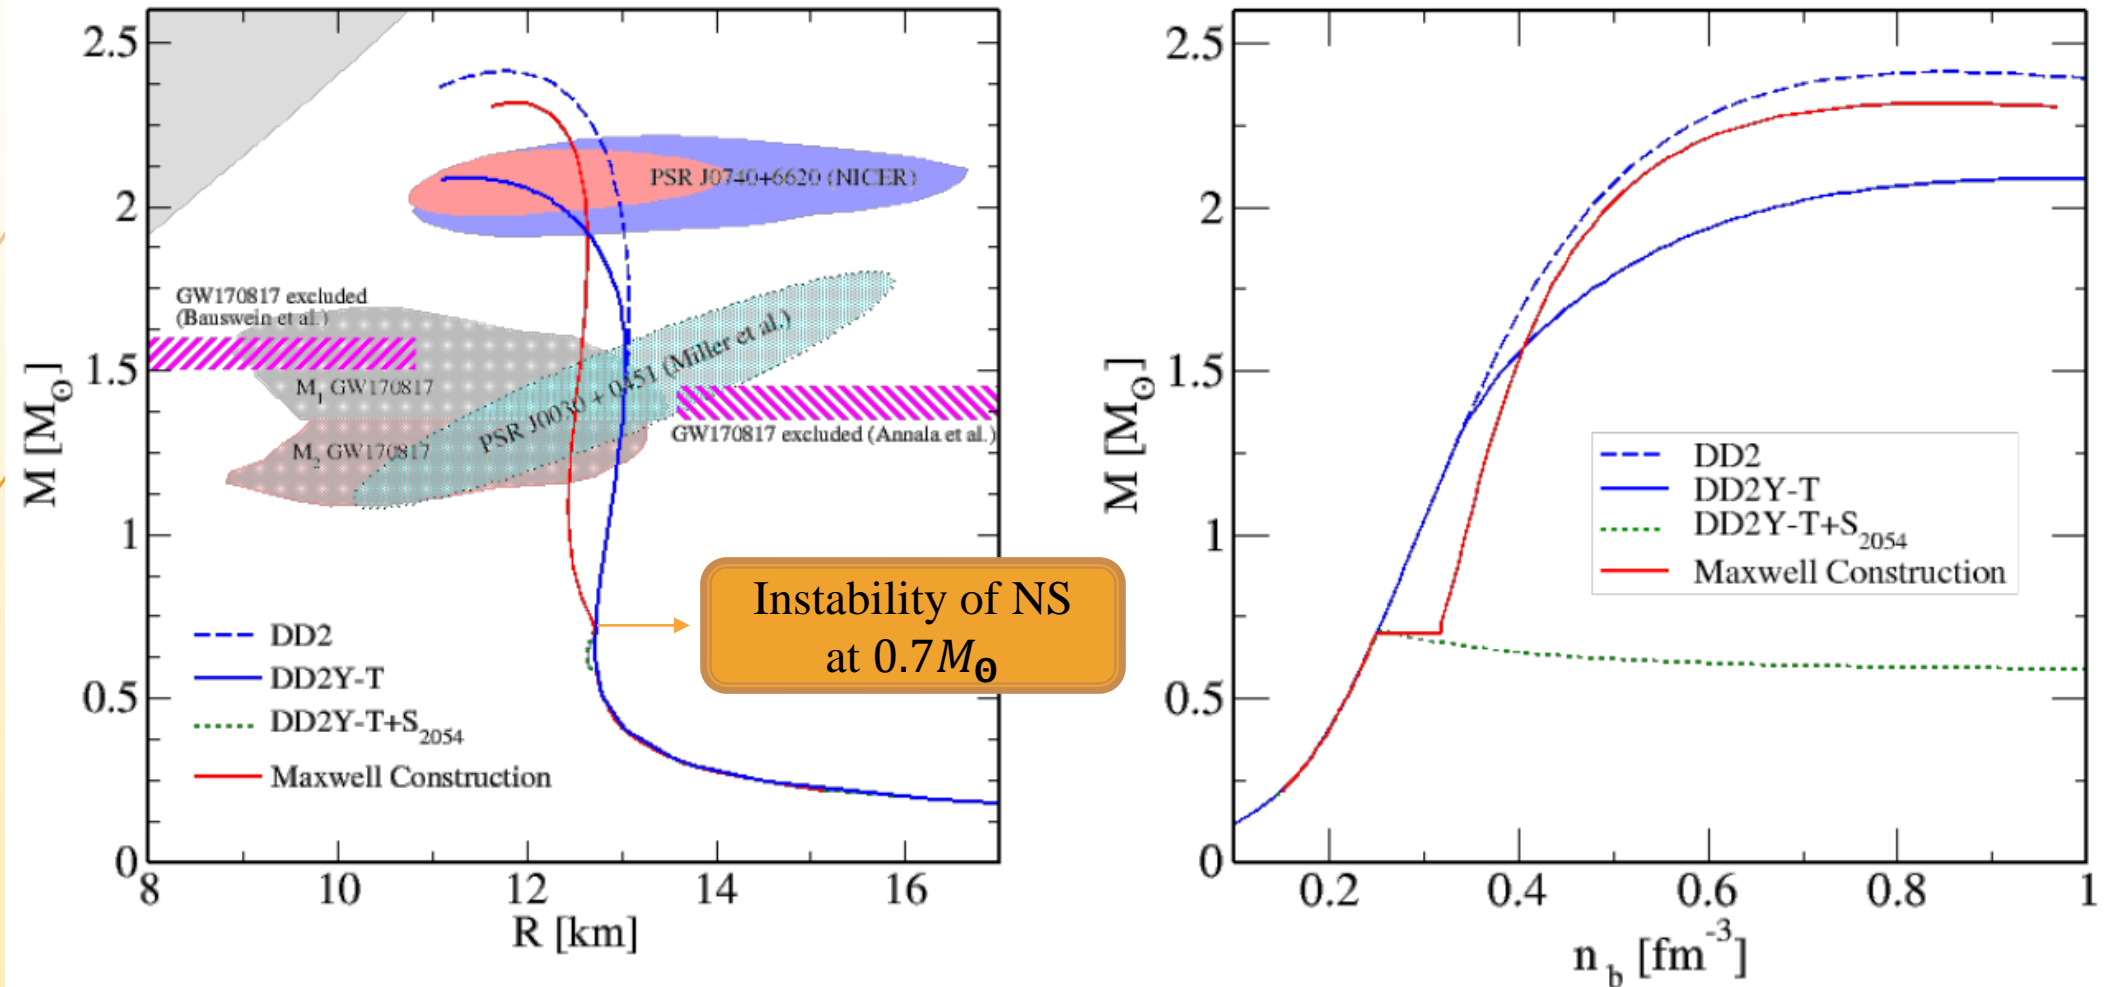 2.5
2
1.5
1
0.5
0
M [M⊙]
8
10
12
14
16
R [km]
PSR J0740+6620 (NICER)
GW170817 excluded
(Bauswein et al.)
M1 GW170817
M2 GW170817
PSR J0030 + 0451 (Miller et al.)
GW170817 excluded (Annala et al.)
DD2
DD2Y-T
DD2Y-T+S2054
Maxwell Construction
Instability of NS
at 0.7M⊙
2.5
2
1.5
1
0.5
0
M [M⊙]
DD2
DD2Y-T
DD2Y-T+S2054
Maxwell Construction
0.2
0.4
0.6
0.8
1
n_b [fm^-3]